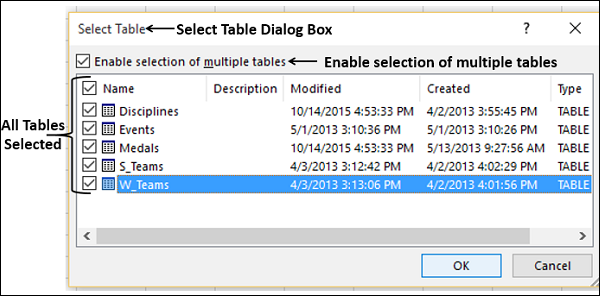 Select Table Select Table Dialog Box ?
Enable selection of multiple tables Enable selection of multiple tables
Name Description Modified Created Type
All Tables Selected
Disciplines 10/14/2015 4:53:33 PM 4/2/2013 3:55:45 PM TABLE
Events 5/1/2013 3:10:36 PM 5/1/2013 3:10:26 PM TABLE
Medals 10/14/2015 4:53:33 PM 5/13/2013 9:27:56 AM TABLE
S_Teams 4/3/2013 3:12:42 PM 4/2/2013 4:02:29 PM TABLE
W_Teams 4/3/2013 3:13:06 PM 4/2/2013 4:01:56 PM TABLE
OK Cancel